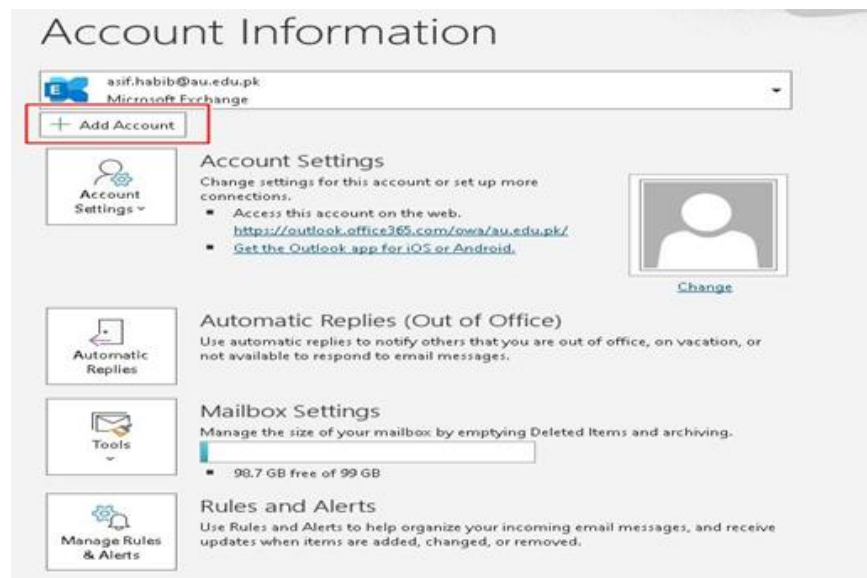 Account Information
asif.habib@au.edu.pk
Microsoft Exchange
+ Add Account
Account
Settings
Account Settings
Change settings for this account or set up more
connections.
▪ Access this account on the web.
https://outlook.office365.com/owa/au.edu.pk/
▪ Get the Outlook app for iOS or Android.
Change
Automatic
Replies
Automatic Replies (Out of Office)
Use automatic replies to notify others that you are out of office, on vacation, or
not available to respond to email messages.
Tools
Mailbox Settings
Manage the size of your mailbox by emptying Deleted Items and archiving.
▪ 98.7 GB free of 99 GB
Manage Rules
& Alerts
Rules and Alerts
Use Rules and Alerts to help organize your incoming email messages, and receive
updates when items are added, changed, or removed.